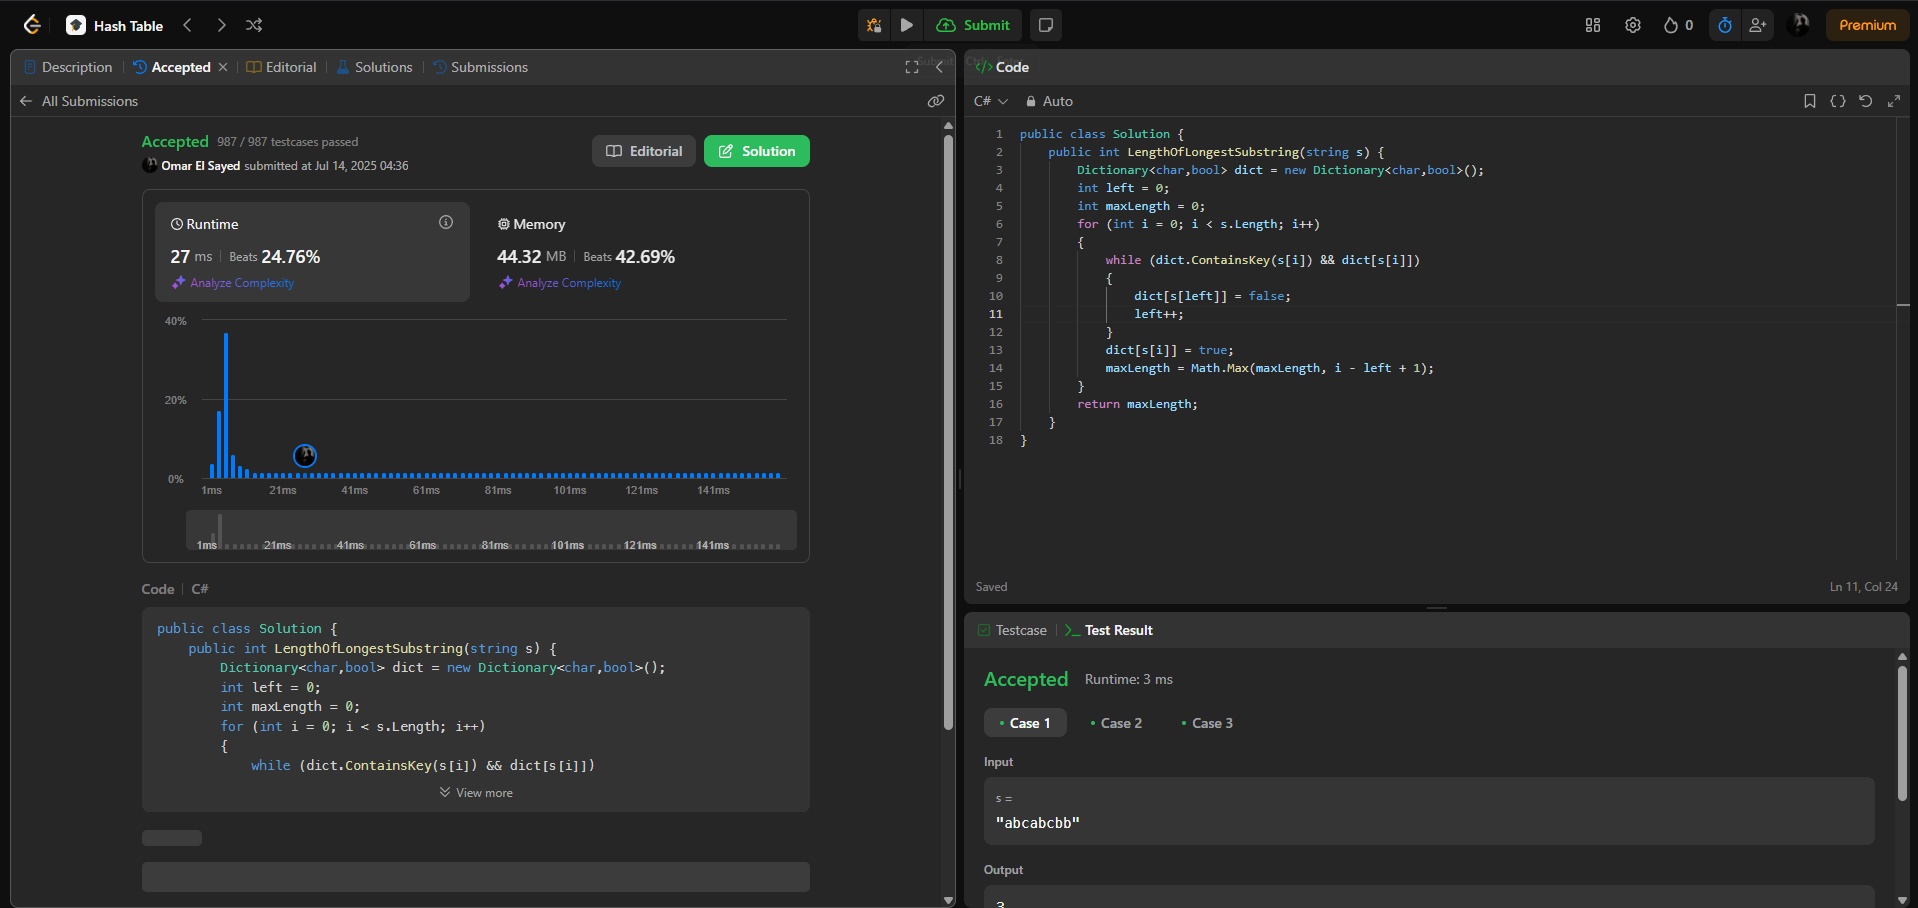 Hash Table
Submit
0
Premium
Description
Accepted
Editorial
Solutions
Submissions
All Submissions
Accepted 987 / 987 testcases passed
Omar El Sayed submitted at Jul 14, 2025 04:36
Editorial
Solution
Runtime
27 ms | Beats 24.76%
Analyze Complexity
Memory
44.32 MB | Beats 42.69%
Analyze Complexity
40%
20%
0%
1ms 21ms 41ms 61ms 81ms 101ms 121ms 141ms
1ms 21ms 41ms 61ms 81ms 101ms 121ms 141ms
Code | C#
public class Solution {
public int LengthOfLongestSubstring(string s) {
Dictionary<char,bool> dict = new Dictionary<char,bool>();
int left = 0;
int maxLength = 0;
for (int i = 0; i < s.Length; i++)
{
while (dict.ContainsKey(s[i]) && dict[s[i]])
View more
Code
C#
Auto
1 public class Solution {
2 public int LengthOfLongestSubstring(string s) {
3 Dictionary<char,bool> dict = new Dictionary<char,bool>();
4 int left = 0;
5 int maxLength = 0;
6 for (int i = 0; i < s.Length; i++)
7 {
8 while (dict.ContainsKey(s[i]) && dict[s[i]])
9 {
10 dict[s[left]] = false;
11 left++;
12 }
13 dict[s[i]] = true;
14 maxLength = Math.Max(maxLength, i - left + 1);
15 }
16 return maxLength;
17 }
18 }
Saved
Ln 11, Col 24
Testcase
Test Result
Accepted Runtime: 3 ms
Case 1
Case 2
Case 3
Input
s =
"abcabcbb"
Output
3